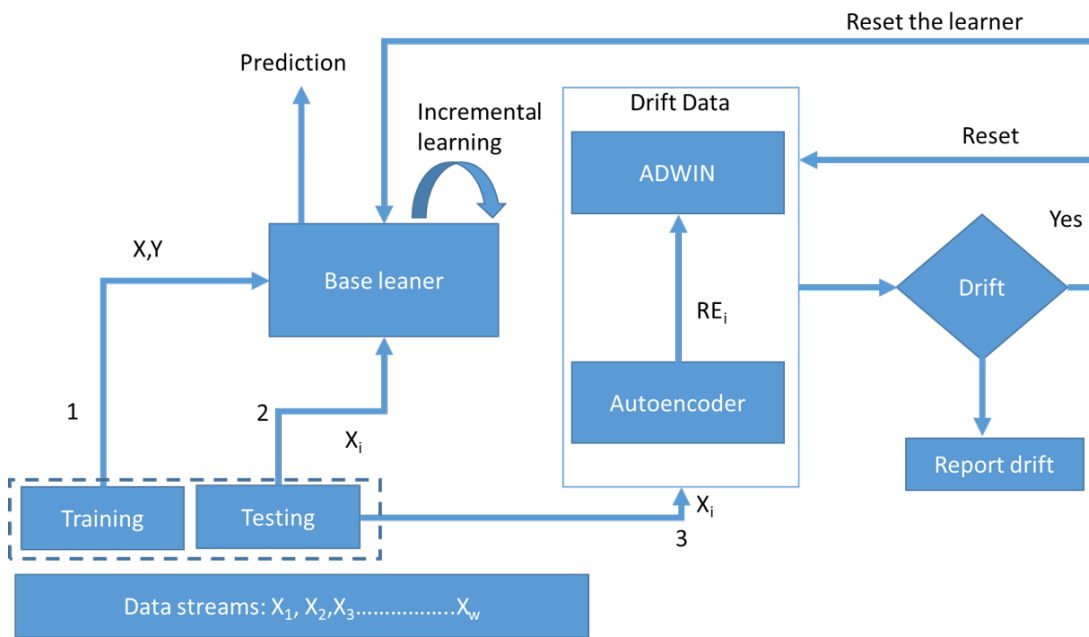 Reset the learner
Prediction
Incremental
learning
Drift Data
ADWIN
Reset
Yes
X,Y
Base leaner
Drift
REᵢ
Autoencoder
1
2
Xᵢ
Report drift
Training
Testing
Xᵢ
3
Data streams: X₁, X₂,X₃………………..X_w